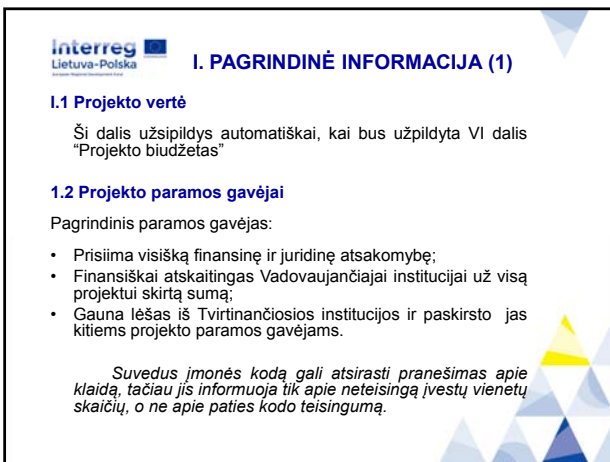 Interreg
Lietuva-Polska
European Regional Development Fund
I. PAGRINDINĖ INFORMACIJA (1)
I.1 Projekto vertė
Ši dalis užsipildys automatiškai, kai bus užpildyta VI dalis
“Projekto biudžetas”
1.2 Projekto paramos gavėjai
Pagrindinis paramos gavėjas:
• Prisiima visišką finansinę ir juridinę atsakomybę;
• Finansiškai atskaitingas Vadovaujančiajai institucijai už visą
projektui skirtą sumą;
• Gauna lėšas iš Tvirtinančiosios institucijos ir paskirsto jas
kitiems projekto paramos gavėjams.
Suvedus įmonės kodą gali atsirasti pranešimas apie
klaidą, tačiau jis informuoja tik apie neteisingą įvestų vienetų
skaičių, o ne apie paties kodo teisingumą.